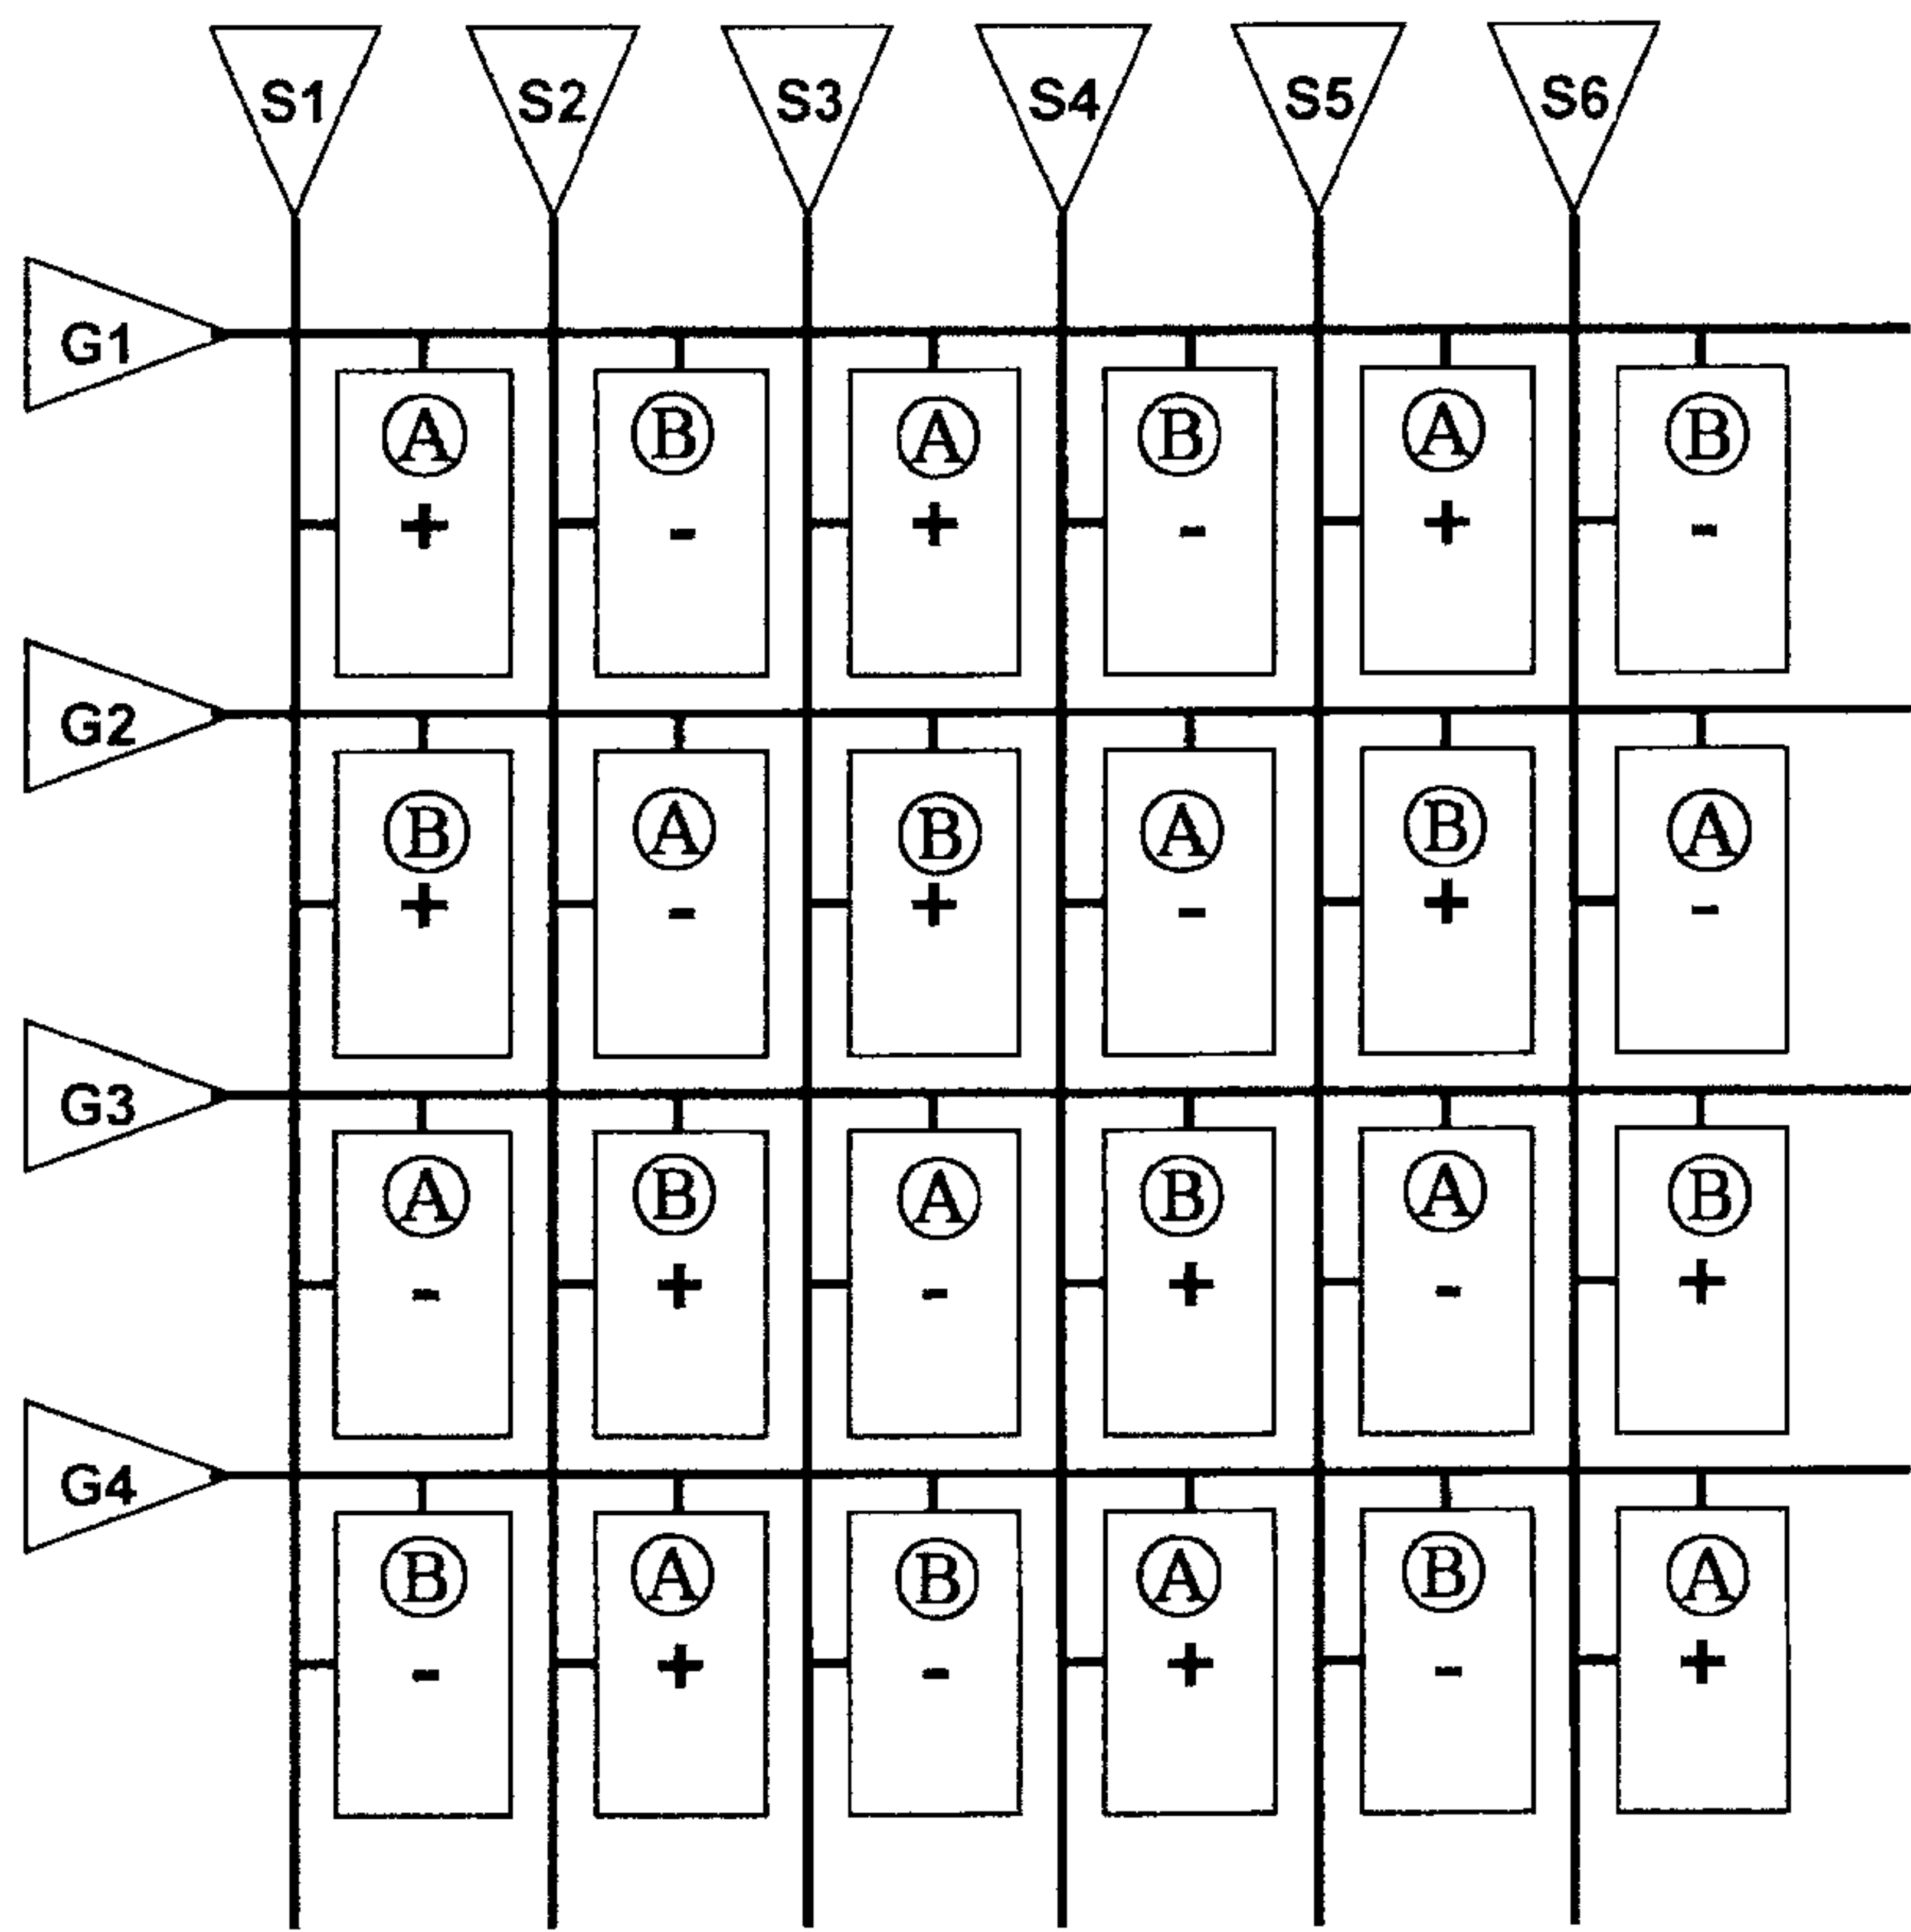 S1 S2 S3 S4 S5 S6
G1
A B A B A B
+ - + - + -
G2
B A B A B A
+ - + - + -
G3
A B A B A B
- + - + - +
G4
B A B A B A
- + - + - +